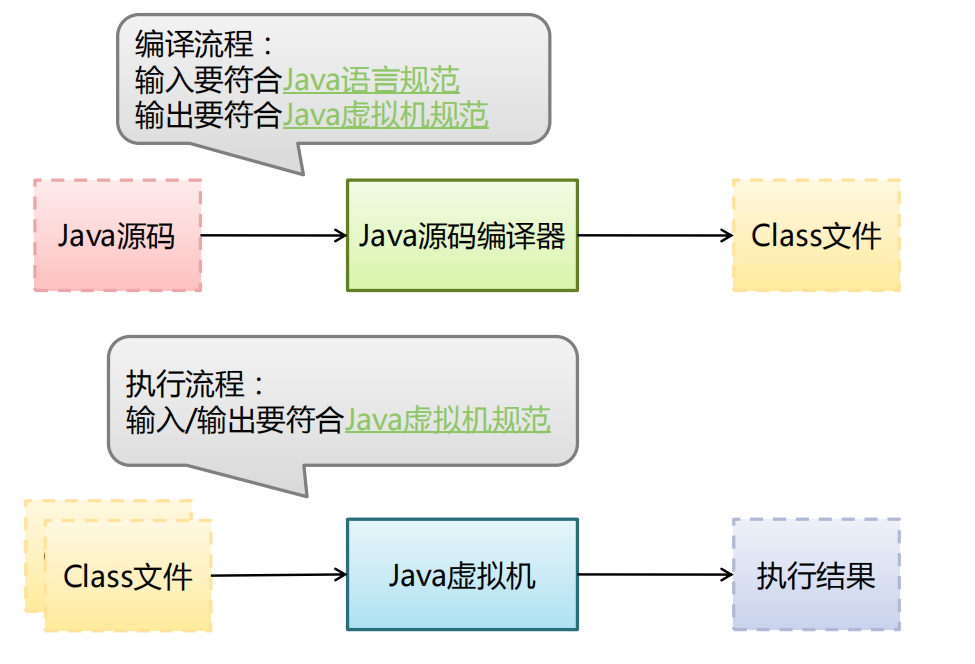 编译流程：
输入要符合Java语言规范
输出要符合Java虚拟机规范
Java源码
Java源码编译器
Class文件
执行流程：
输入/输出要符合Java虚拟机规范
Class文件
Java虚拟机
执行结果